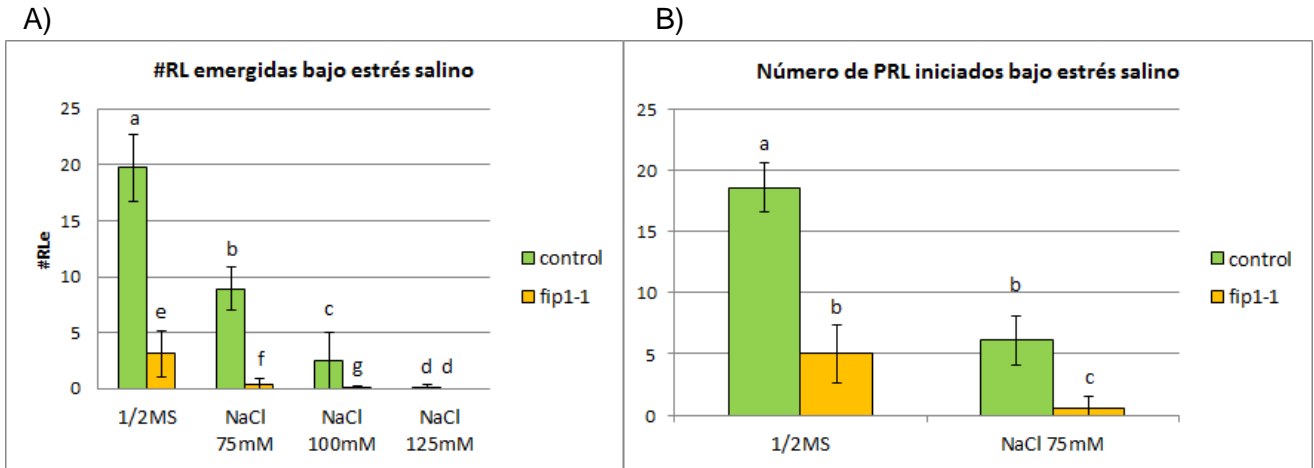 A)
#RL emergidas bajo estrés salino
25
20
15
10
5
0
#RLe
a
e
b
f
c
g
d d
1/2MS
NaCl
75mM
NaCl
100mM
NaCl
125mM
control
fip1-1
B)
Número de PRL iniciados bajo estrés salino
25
20
15
10
5
0
a
b
b
c
1/2MS
NaCl 75mM
control
fip1-1